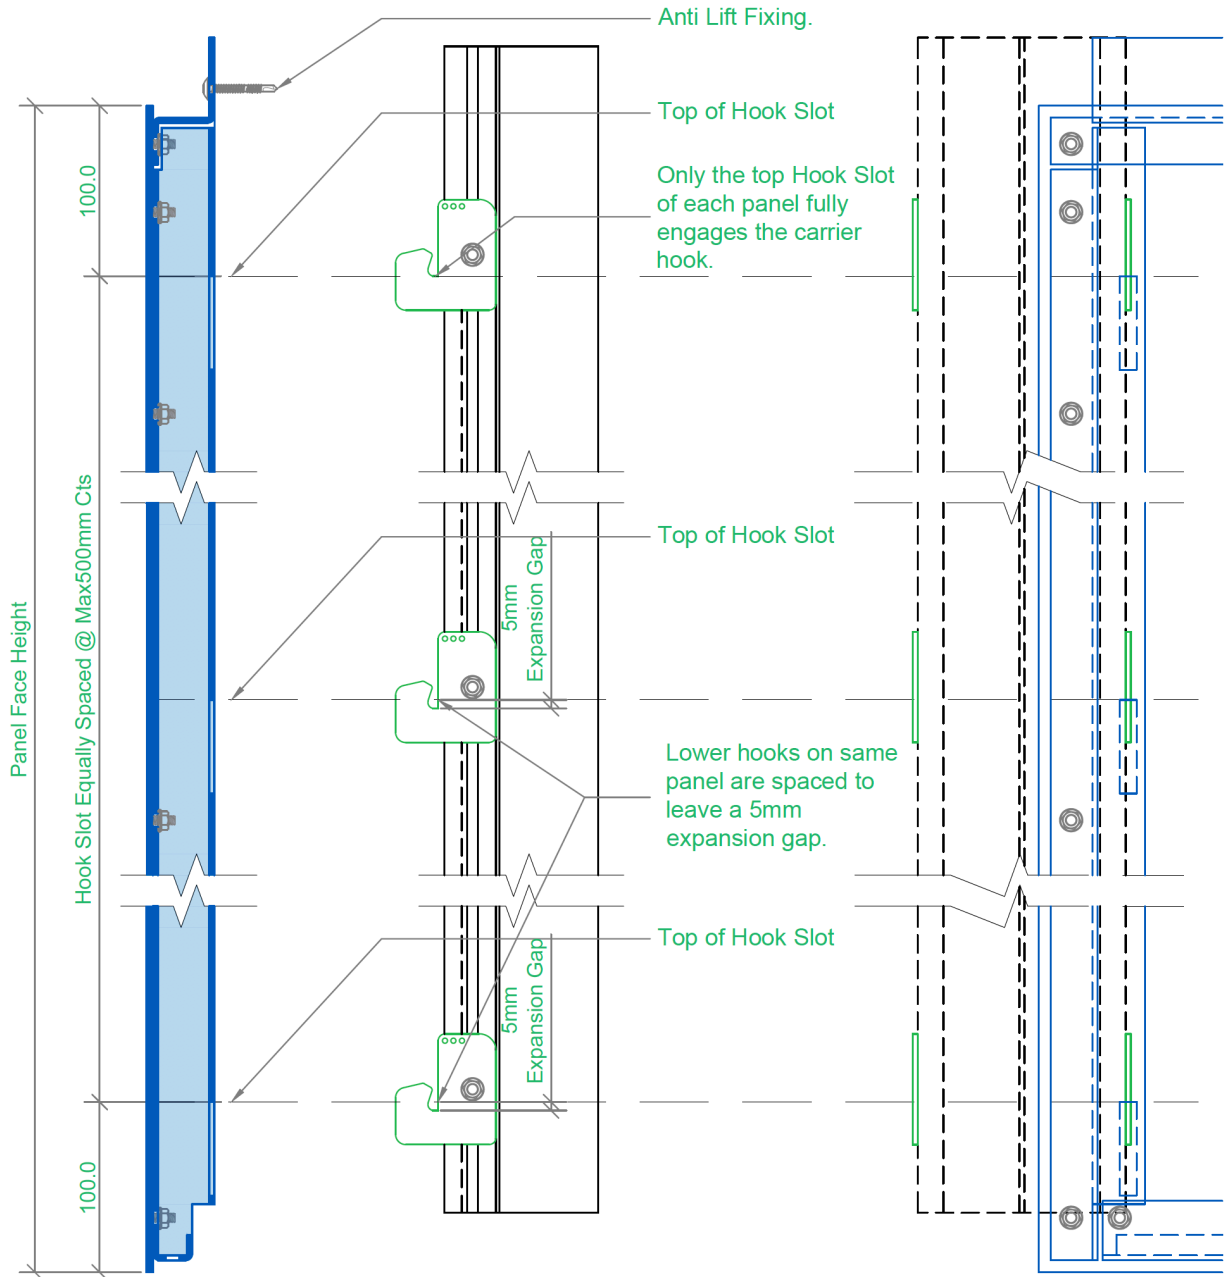 Anti Lift Fixing.
Top of Hook Slot
Only the top Hook Slot
of each panel fully
engages the carrier
hook.
100.0
Top of Hook Slot
5mm
Expansion Gap
Hook Slot Equally Spaced @ Max500mm Cts
Panel Face Height
Lower hooks on same
panel are spaced to
leave a 5mm
expansion gap.
Top of Hook Slot
5mm
Expansion Gap
100.0